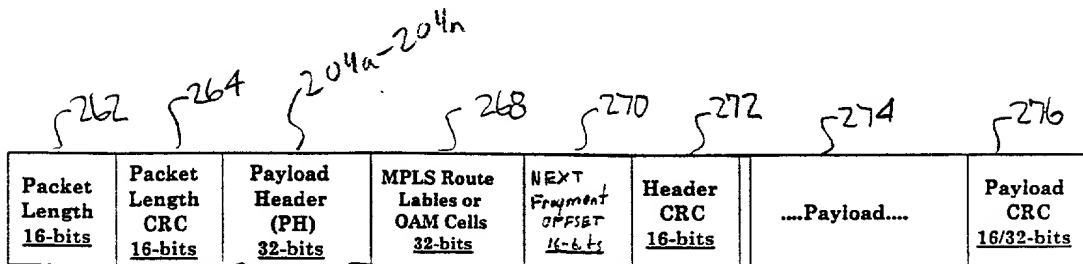 262 264 204a-204n 268 270 272 274 276
Packet Length 16-bits
Packet Length CRC 16-bits
Payload Header (PH) 32-bits
MPLS Route Lables or OAM Cells 32-bits
NEXT Fragment OFFSET 16-bits
Header CRC 16-bits
....Payload....
Payload CRC 16/32-bits